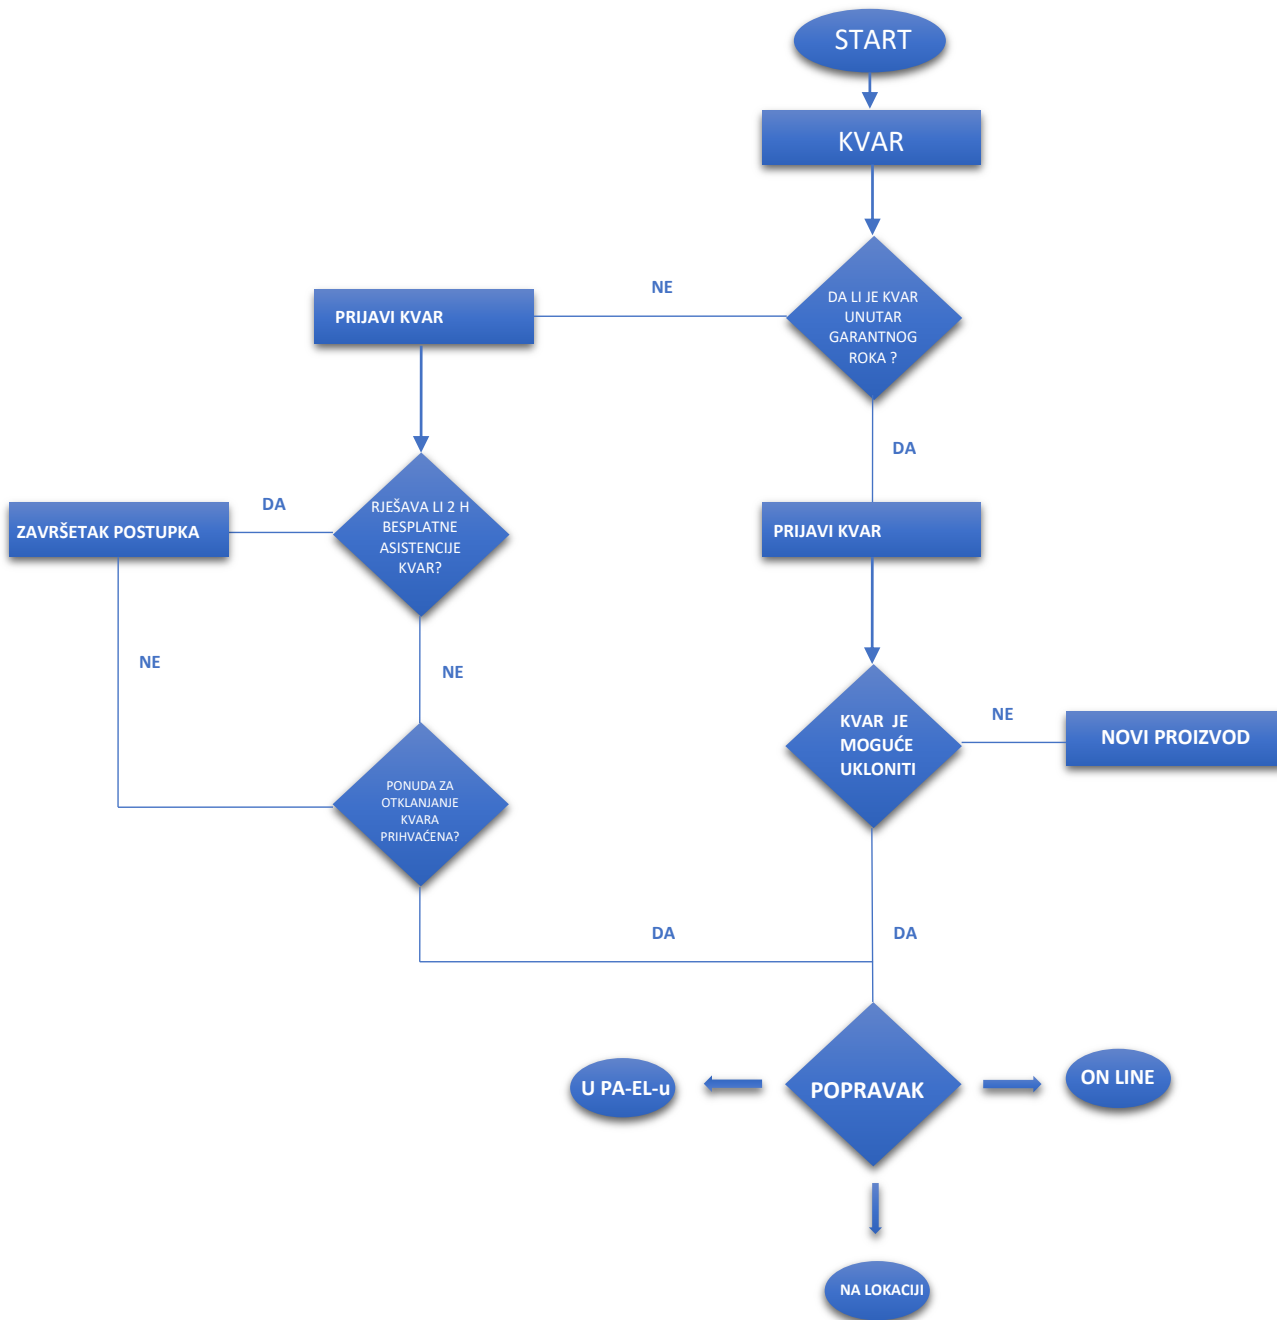 START
KVAR
NE
DA LI JE KVAR
UNUTAR
GARANTNOG
ROKA ?
PRIJAVI KVAR
DA
RJEŠAVA LI 2 H
BESPLATNE
ASISTENCIJE
KVAR?
DA
ZAVRŠETAK POSTUPKA
PRIJAVI KVAR
NE
NE
KVAR JE
MOGUĆE
UKLONITI
NE
NOVI PROIZVOD
PONUDA ZA
OTKLANJANJE
KVARA
PRIHVAĆENA?
DA
DA
U PA-EL-u
POPRAVAK
ON LINE
NA LOKACIJI